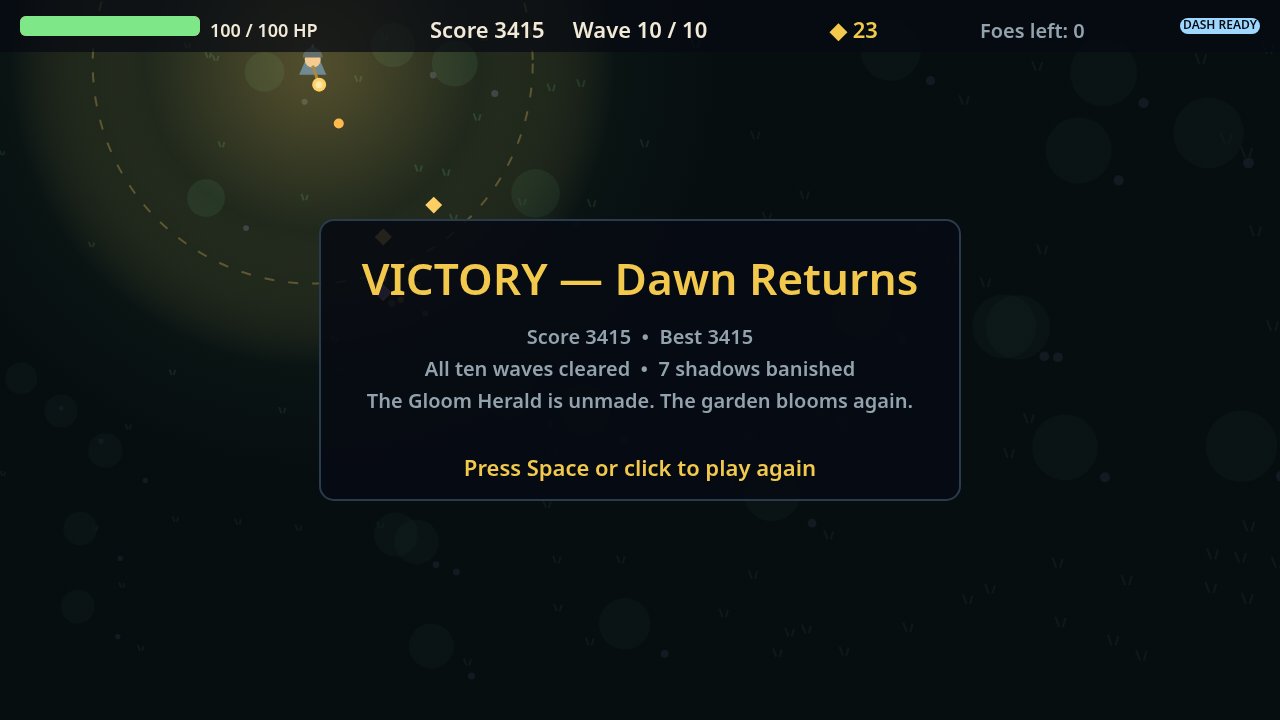 100 / 100 HP Score 3415 Wave 10 / 10 23 Foes left: 0 DASH READY
VICTORY — Dawn Returns
Score 3415 • Best 3415
All ten waves cleared • 7 shadows banished
The Gloom Herald is unmade. The garden blooms again.
Press Space or click to play again